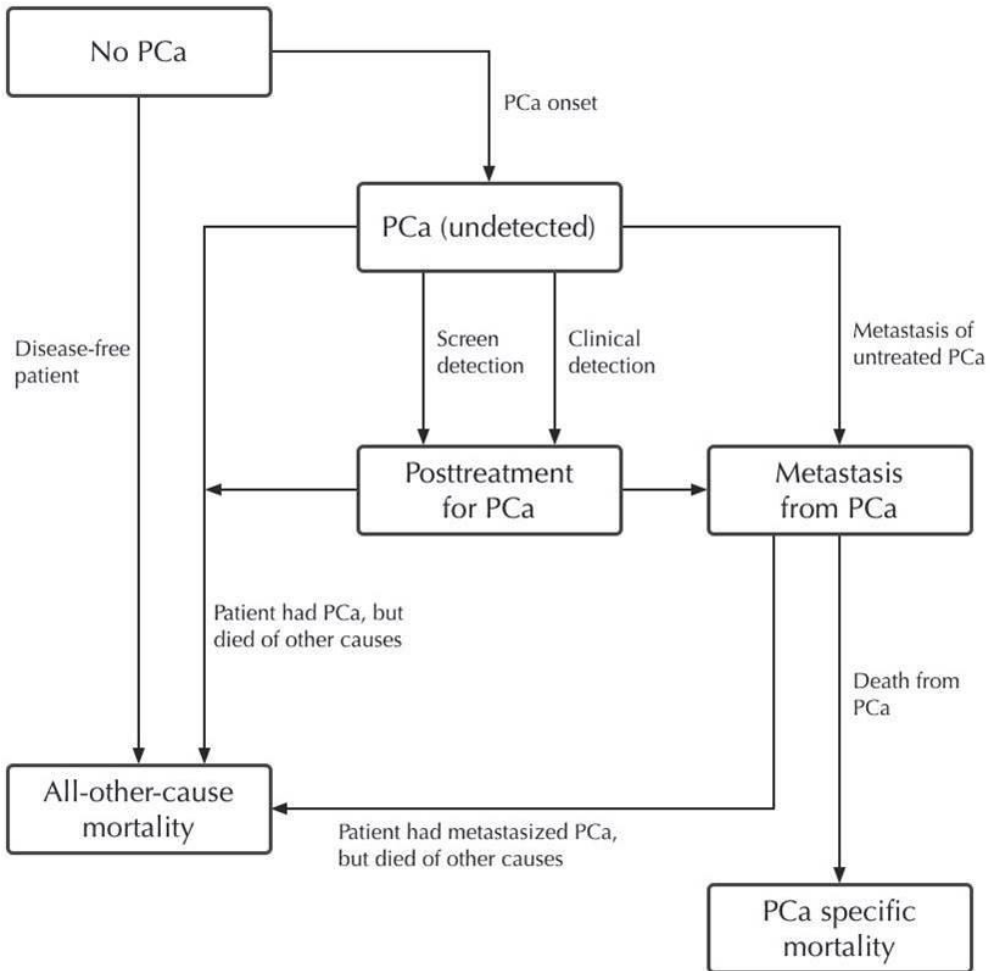 No PCa
PCa onset
PCa (undetected)
Disease-free
patient
Screen
detection
Clinical
detection
Metastasis of
untreated PCa
Posttreatment
for PCa
Metastasis
from PCa
Patient had PCa, but
died of other causes
Death from
PCa
All-other-cause
mortality
Patient had metastasized PCa,
but died of other causes
PCa specific
mortality